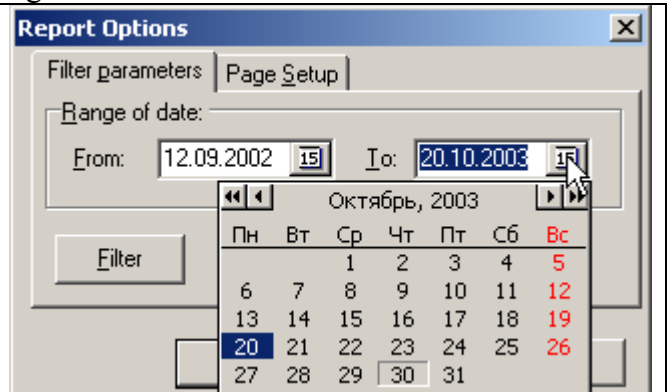 Report Options
Filter parameters Page Setup
Range of date:
From: 12.09.2002 15 To: 20.10.2003
Октябрь, 2003
Пн Вт Ср Чт Пт Сб Вс
Filter 1 2 3 4 5
6 7 8 9 10 11 12
13 14 15 16 17 18 19
20 21 22 23 24 25 26
27 28 29 30 31